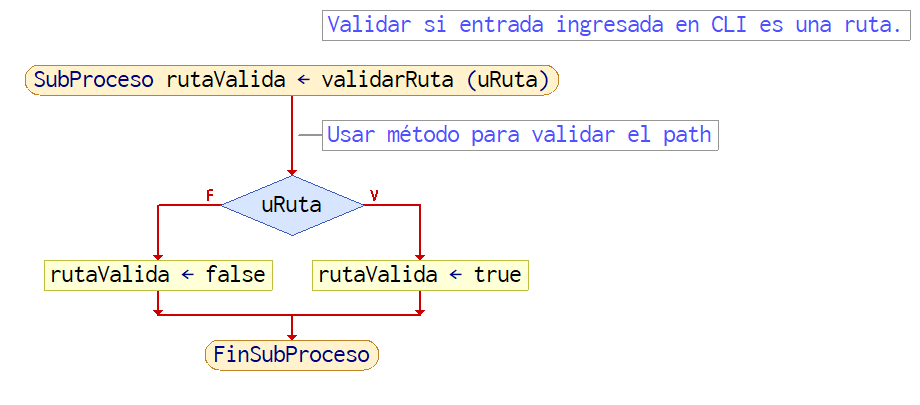 Validar si entrada ingresada en CLI es una ruta.
SubProceso rutaValida ← validarRuta (uRuta)
Usar método para validar el path
F
V
uRuta
rutaValida ← false
rutaValida ← true
FinSubProceso